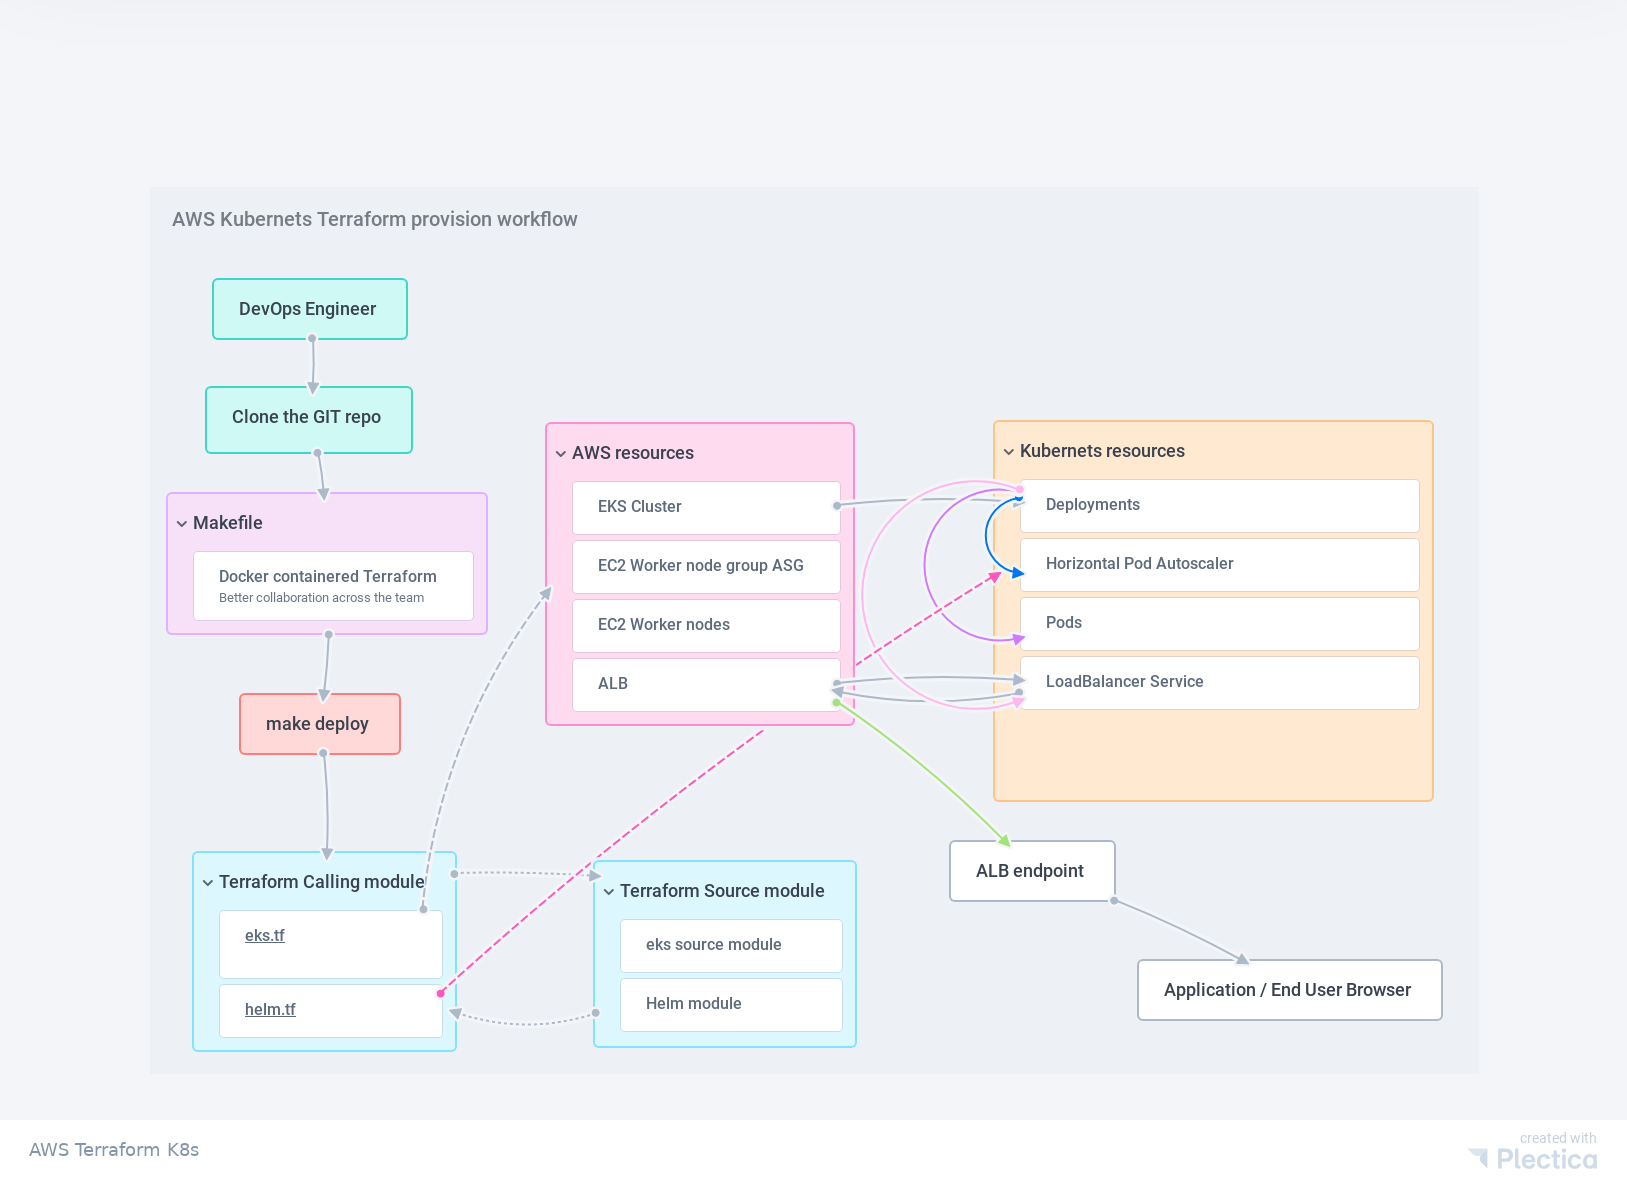 AWS Kubernets Terraform provision workflow
DevOps Engineer
Clone the GIT repo
Makefile
Docker containered Terraform
Better collaboration across the team
make deploy
Terraform Calling module
eks.tf
helm.tf
Terraform Source module
eks source module
Helm module
AWS resources
EKS Cluster
EC2 Worker node group ASG
EC2 Worker nodes
ALB
Kubernets resources
Deployments
Horizontal Pod Autoscaler
Pods
LoadBalancer Service
ALB endpoint
Application / End User Browser
AWS Terraform K8s
created with
Plectica